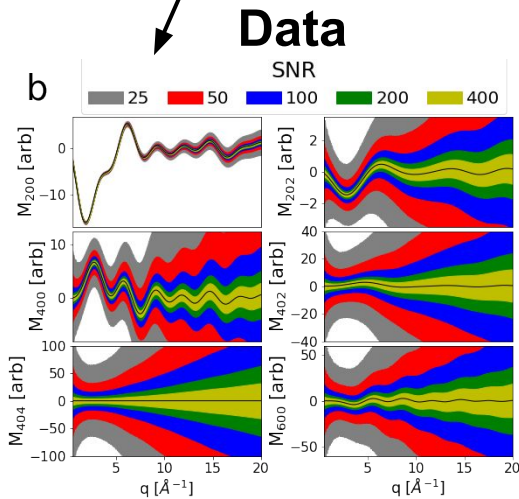 Data
b
SNR
25 50 100 200 400
M200 [arb]
0
−10
M202 [arb]
2
0
−2
M400 [arb]
10
0
M402 [arb]
40
20
0
−20
−40
M404 [arb]
100
50
0
−50
−100
5 10 15 20
q [Å⁻¹]
M600 [arb]
50
0
−50
5 10 15 20
q [Å⁻¹]